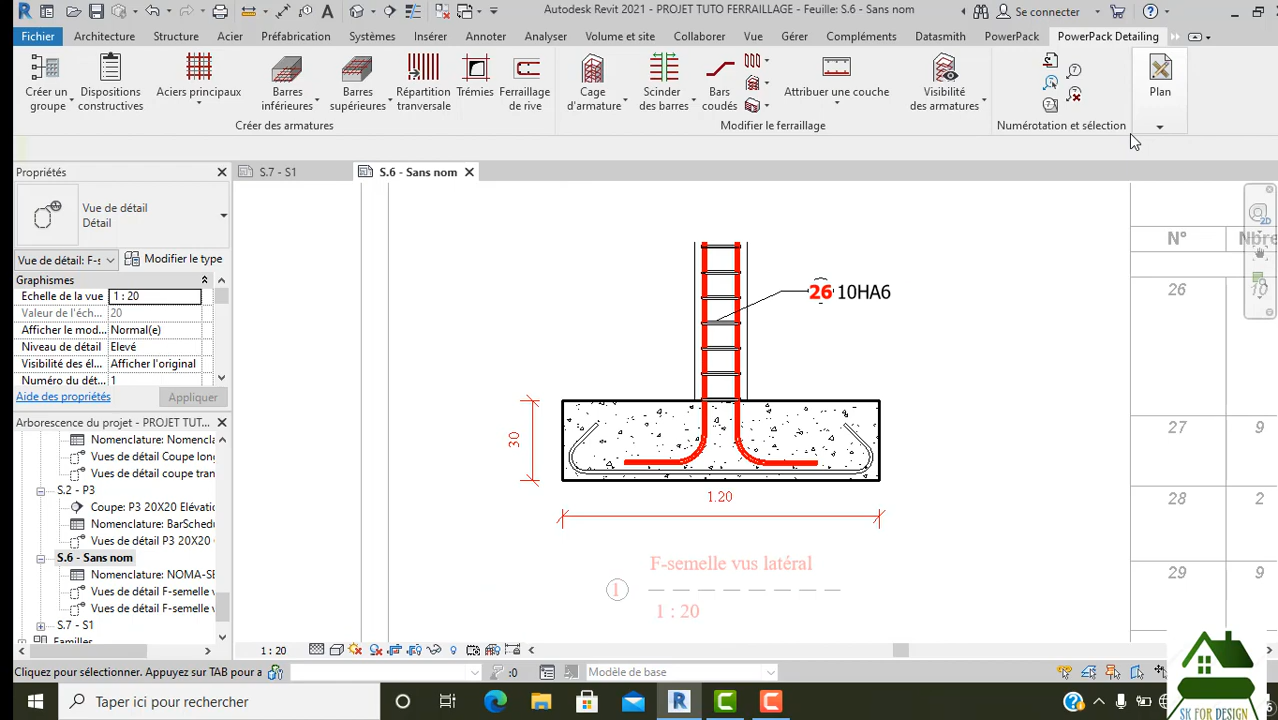 Autodesk Revit 2021 - PROJET TUTO FERRAILLAGE - Feuille: S.6 - Sans nom
Se connecter
Fichier Architecture Structure Acier Préfabrication Systèmes Insérer Annoter Analyser Volume et site Collaborer Vue Gérer Compléments Datasmith PowerPack PowerPack Detailing
Créer un groupe
Dispositions constructives
Aciers principaux
Barres inférieures
Barres supérieures
Répartition tranversale
Trémies
Ferraillage de rive
Cage d'armature
Scinder des barres
Bars coudés
Attribuer une couche
Visibilité des armatures
Plan
Créer des armatures
Modifier le ferraillage
Numérotation et sélection
Propriétés
S.7 - S1
S.6 - Sans nom
Vue de détail
Détail
Vue de détail: F-s
Modifier le type
Graphismes
Echelle de la vue 1 : 20
Valeur de l'éch... 20
Afficher le mod... Normal(e)
Niveau de détail Elevé
Visibilité des él... Afficher l'original
Numéro du dét... 1
Aide des propriétés
Appliquer
Arborescence du projet - PROJET TUT...
Nomenclature: Nomencla
Vues de détail Coupe long
Vues de détail coupe tran
S.2 - P3
Coupe: P3 20X20 Elévatio
Nomenclature: BarSchedu
Vues de détail P3 20X20 C
S.6 - Sans nom
Nomenclature: NOMA-SE
Vues de détail F-semelle v
Vues de détail F-semelle v
S.7 - S1
Familles
26 10HA6
30
1.20
F-semelle vus latéral
1
1 : 20
N° Nbre
26 10
27 9
28 2
29 9
2D
1 : 20
Cliquez pour sélectionner. Appuyez sur TAB pour a
:0
Modèle de base
Taper ici pour rechercher
SK FOR DESIGN